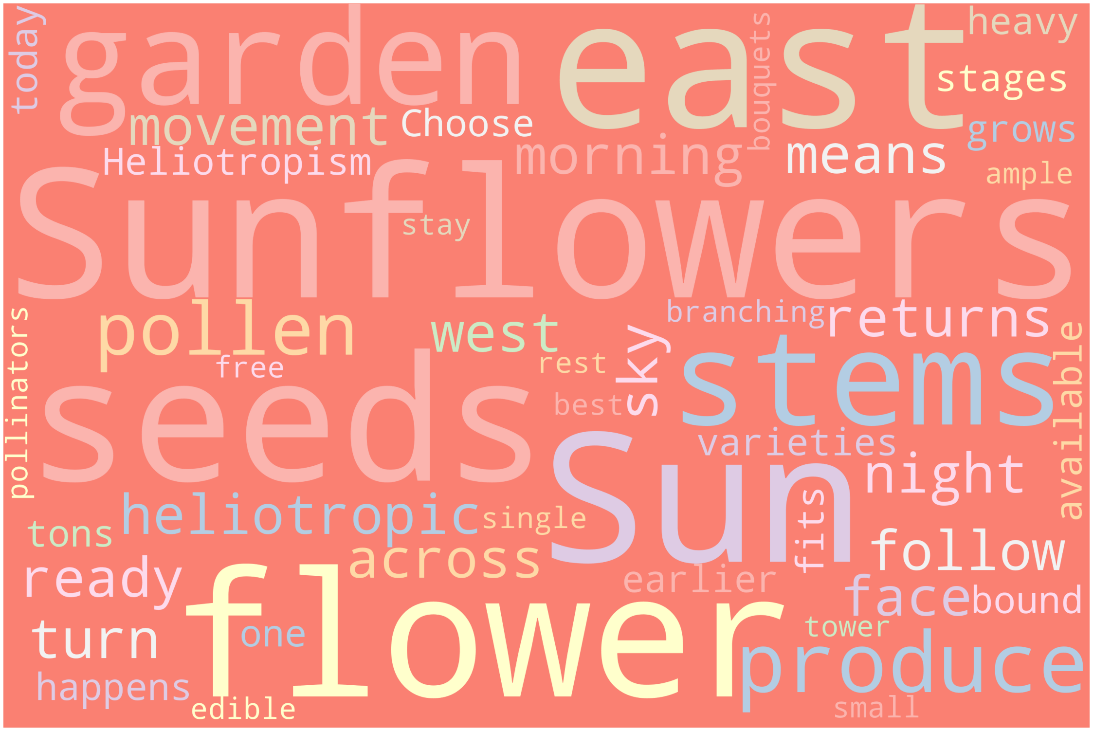 today
garden
east
bouquets
heavy
stages
movement
Choose
grows
Heliotropism
morning
means
ample
Sunflowers
stay
pollinators
pollen
free
west
rest
best
sky
branching
returns
available
seeds
stems
varieties
Sun
night
fits
heliotropic
single
tons
across
follow
ready
earlier
face
bound
flower
turn
one
tower
produce
happens
edible
small